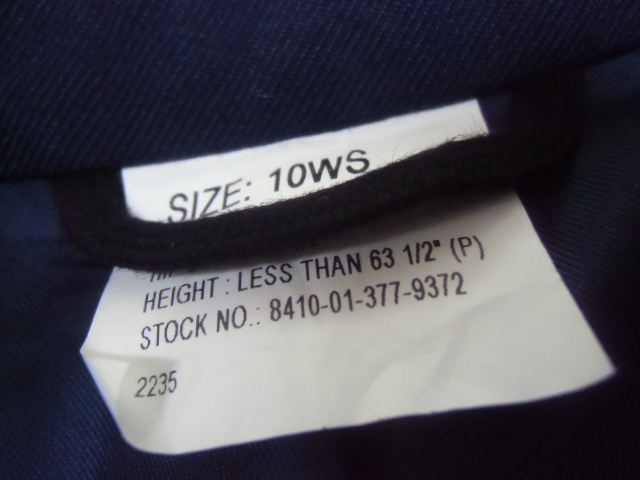 SIZE: 10WS
HEIGHT : LESS THAN 63 1/2" (P)
STOCK NO.: 8410-01-377-9372
2235